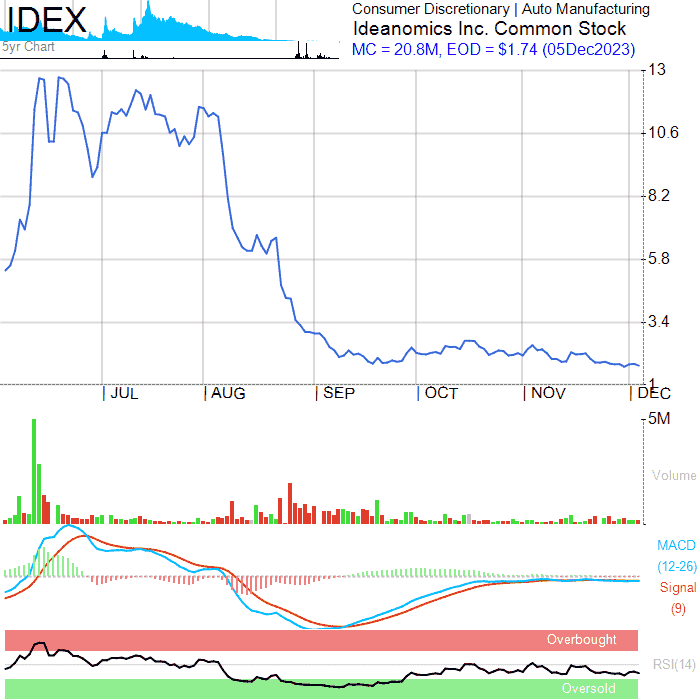 IDEX
5yr Chart
Consumer Discretionary | Auto Manufacturing
Ideanomics Inc. Common Stock
MC = 20.8M, EOD = $1.74 (05Dec2023)
13
10.6
8.2
5.8
3.4
1
| JUL | AUG | SEP | OCT | NOV | DEC
5M
Volume
MACD
(12-26)
Signal
(9)
Overbought
RSI(14)
Oversold